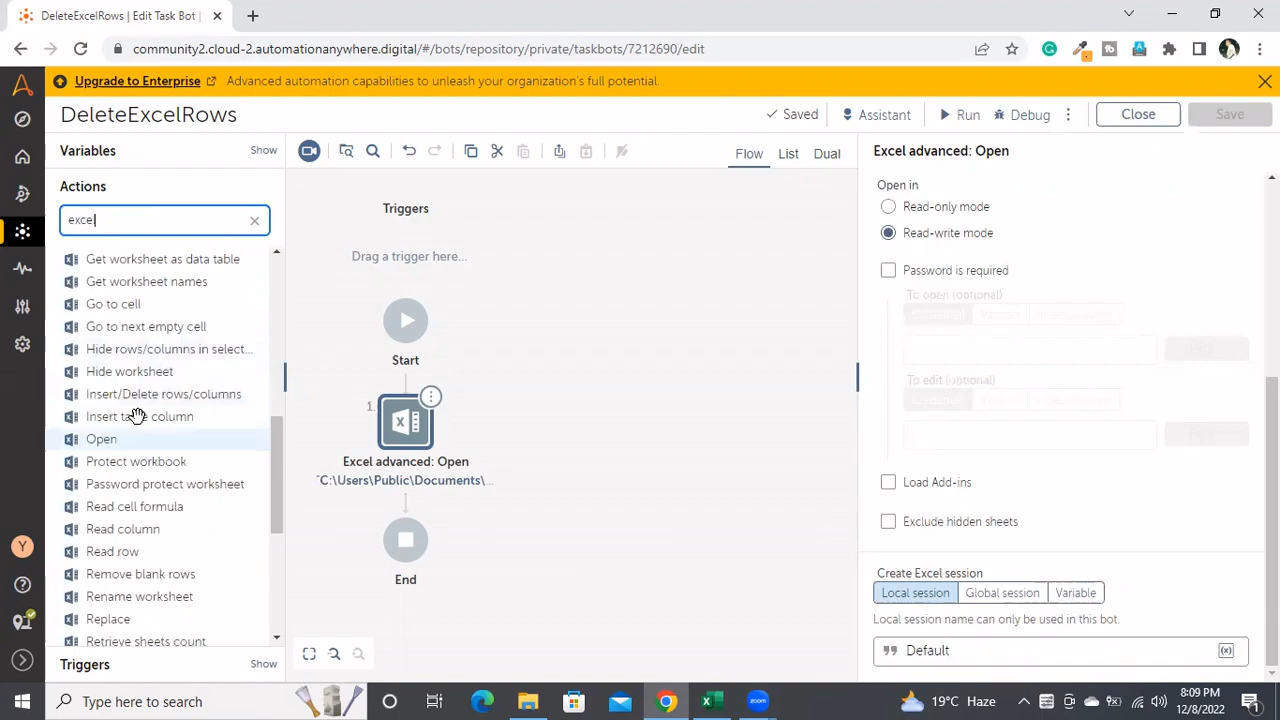 DeleteExcelRows | Edit Task Bot |
community2.cloud-2.automationanywhere.digital/#/bots/repository/private/taskbots/7212690/edit
Upgrade to Enterprise Advanced automation capabilities to unleash your organization's full potential.
DeleteExcelRows Saved Assistant Run Debug Close Save
Variables Show
Flow List Dual
Actions
excel
Get worksheet as data table
Get worksheet names
Go to cell
Go to next empty cell
Hide rows/columns in select...
Hide worksheet
Insert/Delete rows/columns
Insert table column
Open
Protect workbook
Password protect worksheet
Read cell formula
Read column
Read row
Remove blank rows
Rename worksheet
Replace
Retrieve sheets count
Triggers Show
Triggers
Drag a trigger here...
Start
1.
Excel advanced: Open
"C:\Users\Public\Documents\...
End
Excel advanced: Open
Open in
Read-only mode
Read-write mode
Password is required
To open (optional)
To edit (optional)
Load Add-ins
Exclude hidden sheets
Create Excel session
Local session Global session Variable
Local session name can only be used in this bot.
Default (x)
Type here to search
zoom
19°C Haze
8:09 PM
12/8/2022
Y
1